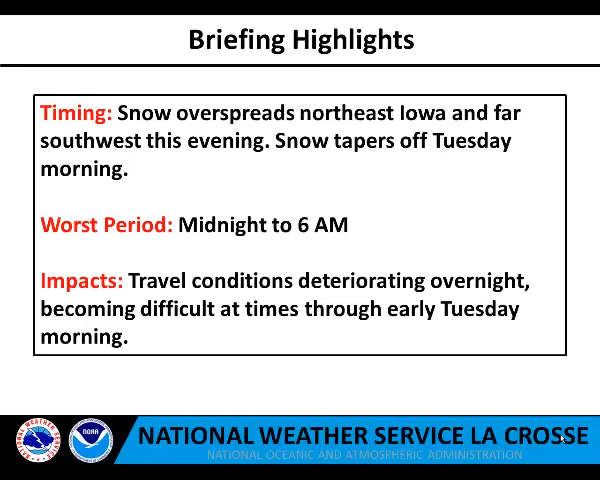 Briefing Highlights
Timing: Snow overspreads northeast Iowa and far
southwest this evening. Snow tapers off Tuesday
morning.
Worst Period: Midnight to 6 AM
Impacts: Travel conditions deteriorating overnight,
becoming difficult at times through early Tuesday
morning.
NOAA
NATIONAL WEATHER SERVICE LA CROSSE
NATIONAL OCEANIC AND ATMOSPHERIC ADMINISTRATION